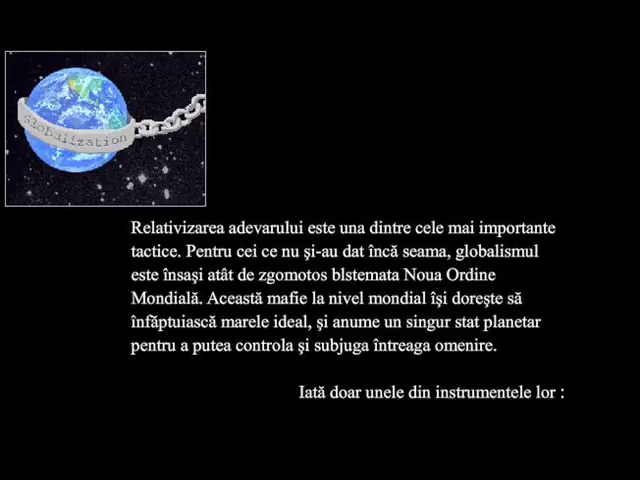 Globalization
Relativizarea adevarului este una dintre cele mai importante
tactice. Pentru cei ce nu şi-au dat încă seama, globalismul
este însaşi atât de zgomotos blstemata Noua Ordine
Mondială. Această mafie la nivel mondial îşi doreşte să
înfăptuiască marele ideal, şi anume un singur stat planetar
pentru a putea controla şi subjuga întreaga omenire.
Iată doar unele din instrumentele lor :